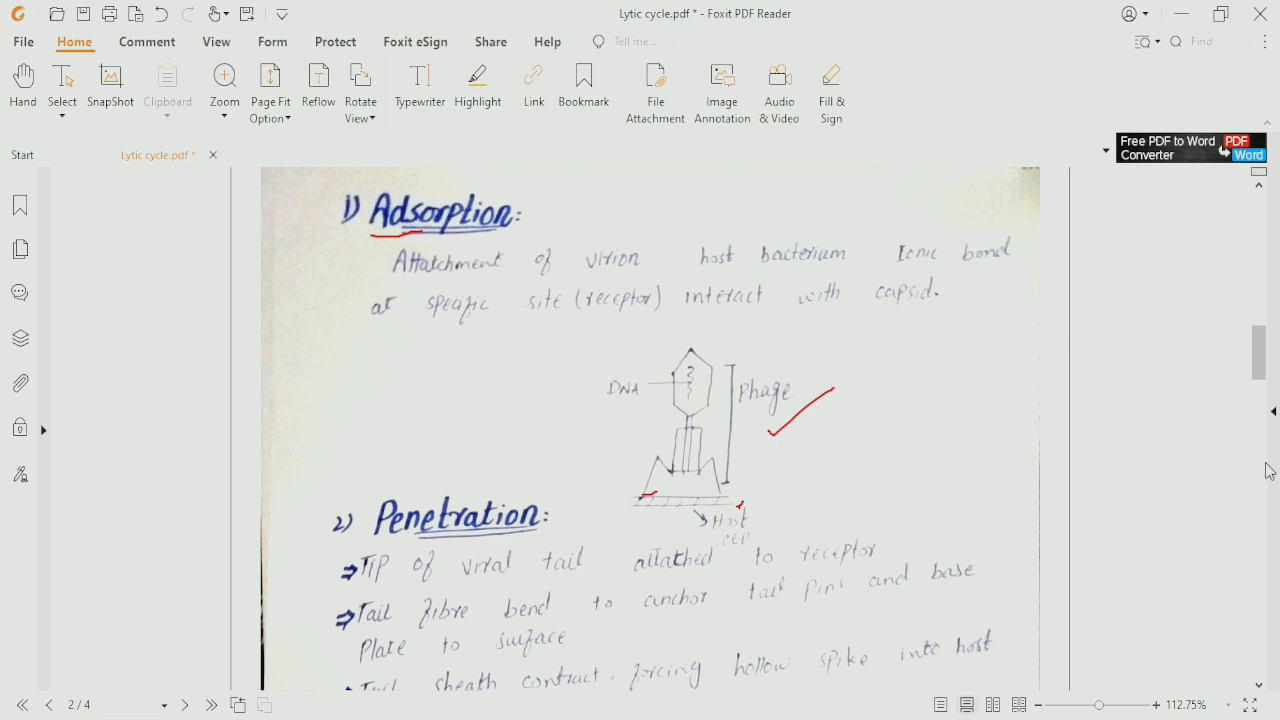 Lytic cycle.pdf * - Foxit PDF Reader
File Home Comment View Form Protect Foxit eSign Share Help Tell me... Find
Hand Select SnapShot Clipboard Zoom Page Fit Option Reflow Rotate View Typewriter Highlight Link Bookmark File Attachment Image Annotation Audio & Video Fill & Sign
Free PDF to Word Converter PDF Word
Start Lytic cycle.pdf *
1) Adsorption:
Attatchment of virion host bacterium Ionic bond
at specific site (receptor) interact with capsid.
DNA
Phage
Host
cell
2) Penetration:
⇒ Tip of viral tail attatched to receptor
⇒ Tail fibre bend to anchor tail pins and base
Plate to surface
Tail sheath contract. forcing hollow spike into host
2 / 4
112.75%